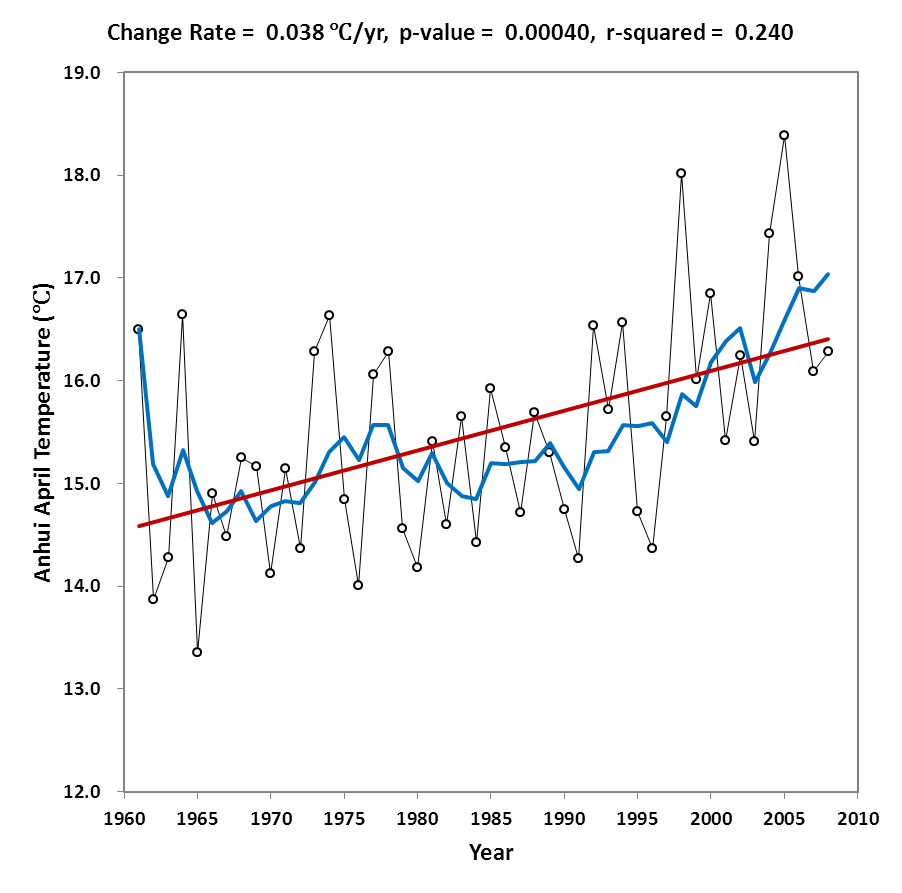 Change Rate = 0.038 ℃/yr, p-value = 0.00040, r-squared = 0.240
19.0
18.0
17.0
16.0
15.0
14.0
13.0
12.0
Anhui April Temperature (℃)
1960 1965 1970 1975 1980 1985 1990 1995 2000 2005 2010
Year